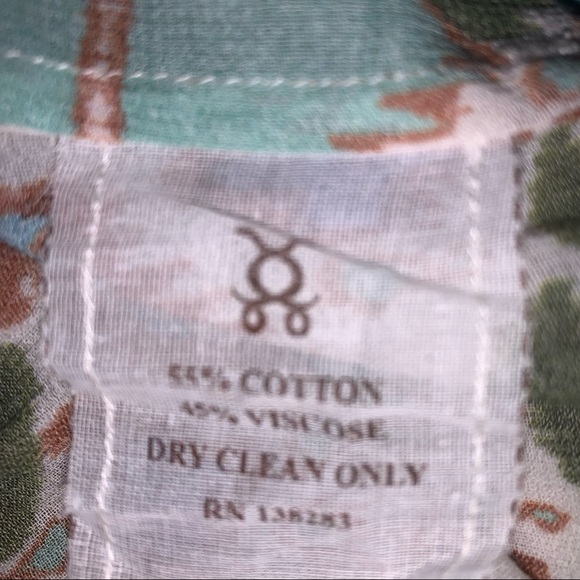 55% COTTON
45% VISCOSE
DRY CLEAN ONLY
RN 138283